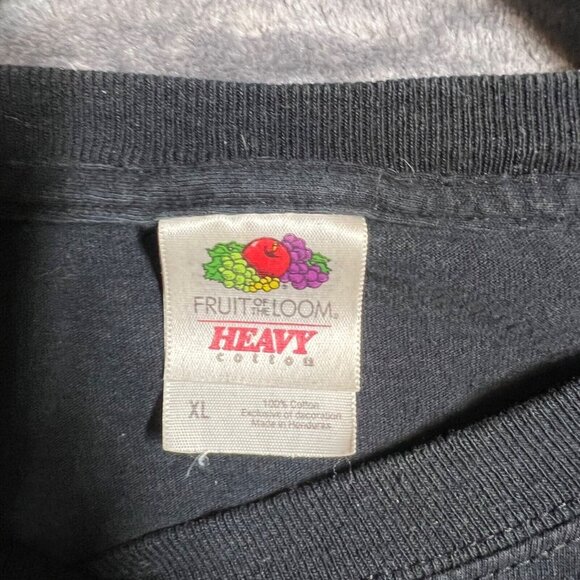 FRUIT OF THE LOOM®
HEAVY
cotton
XL
100% Cotton
Exclusive of decoration
Made in Honduras